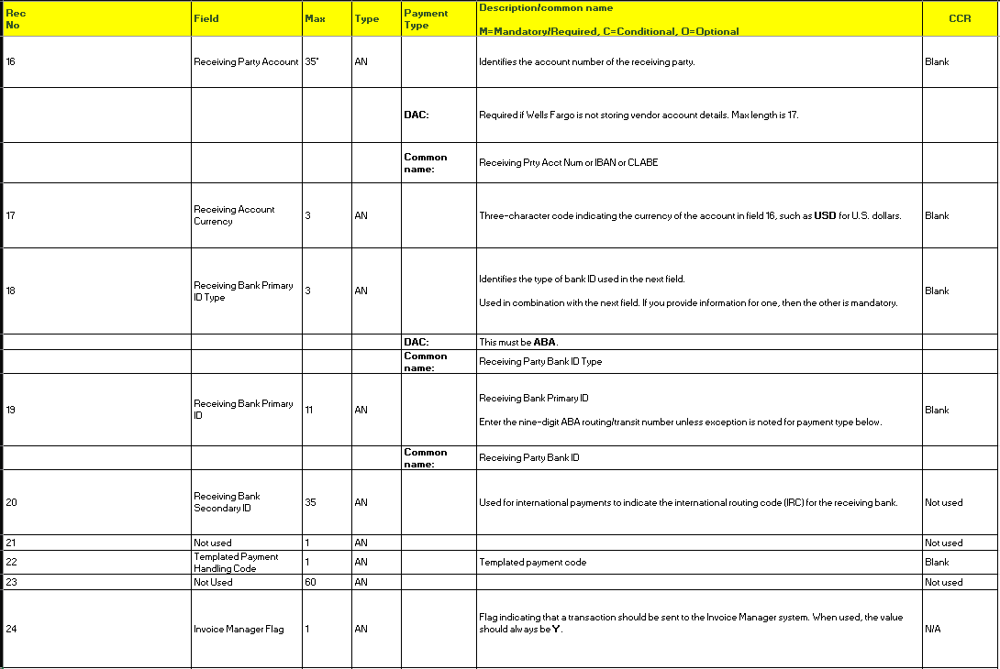 Rec No
Field
Max
Type
Payment Type
Description/common name
M=Mandatory/Required, C=Conditional, O=Optional
CCR
16
Receiving Party Account
35*
AN
Identifies the account number of the receiving party.
Blank
DAC:
Required if Wells Fargo is not storing vendor account details. Max length is 17.
Common name:
Receiving Prty Acct Num or IBAN or CLABE
17
Receiving Account Currency
3
AN
Three-character code indicating the currency of the account in field 16, such as USD for U.S. dollars.
Blank
18
Receiving Bank Primary ID Type
3
AN
Identifies the type of bank ID used in the next field.
Used in combination with the next field. If you provide information for one, then the other is mandatory.
Blank
DAC:
This must be ABA.
Common name:
Receiving Party Bank ID Type
19
Receiving Bank Primary ID
11
AN
Receiving Bank Primary ID
Enter the nine-digit ABA routing/transit number unless exception is noted for payment type below.
Blank
Common name:
Receiving Party Bank ID
20
Receiving Bank Secondary ID
35
AN
Used for international payments to indicate the international routing code (IRC) for the receiving bank.
Not used
21
Not used
1
AN
Not used
22
Templated Payment Handling Code
1
AN
Templated payment code
Blank
23
Not Used
60
AN
Not used
24
Invoice Manager Flag
1
AN
Flag indicating that a transaction should be sent to the Invoice Manager system. When used, the value
should always be Y.
N/A